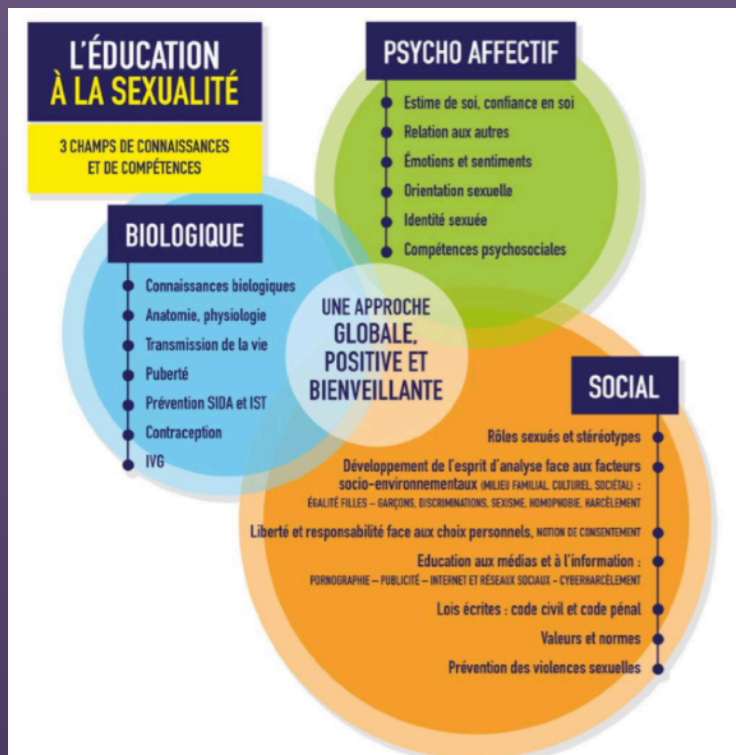 L'ÉDUCATION
À LA SEXUALITÉ
3 CHAMPS DE CONNAISSANCES
ET DE COMPÉTENCES
PSYCHO AFFECTIF
Estime de soi, confiance en soi
Relation aux autres
Émotions et sentiments
Orientation sexuelle
Identité sexuée
Compétences psychosociales
BIOLOGIQUE
Connaissances biologiques
Anatomie, physiologie
Transmission de la vie
Puberté
Prévention SIDA et IST
Contraception
IVG
UNE APPROCHE
GLOBALE,
POSITIVE ET
BIENVEILLANTE
SOCIAL
Rôles sexués et stéréotypes
Développement de l'esprit d'analyse face aux facteurs
socio-environnementaux (MILIEU FAMILIAL, CULTUREL, SOCIÉTAL) :
ÉGALITÉ FILLES – GARÇONS, DISCRIMINATIONS, SEXISME, HOMOPHOBIE, HARCÈLEMENT
Liberté et responsabilité face aux choix personnels, NOTION DE CONSENTEMENT
Education aux médias et à l'information :
PORNOGRAPHIE – PUBLICITÉ – INTERNET ET RÉSEAUX SOCIAUX - CYBERHARCÈLEMENT
Lois écrites : code civil et code pénal
Valeurs et normes
Prévention des violences sexuelles